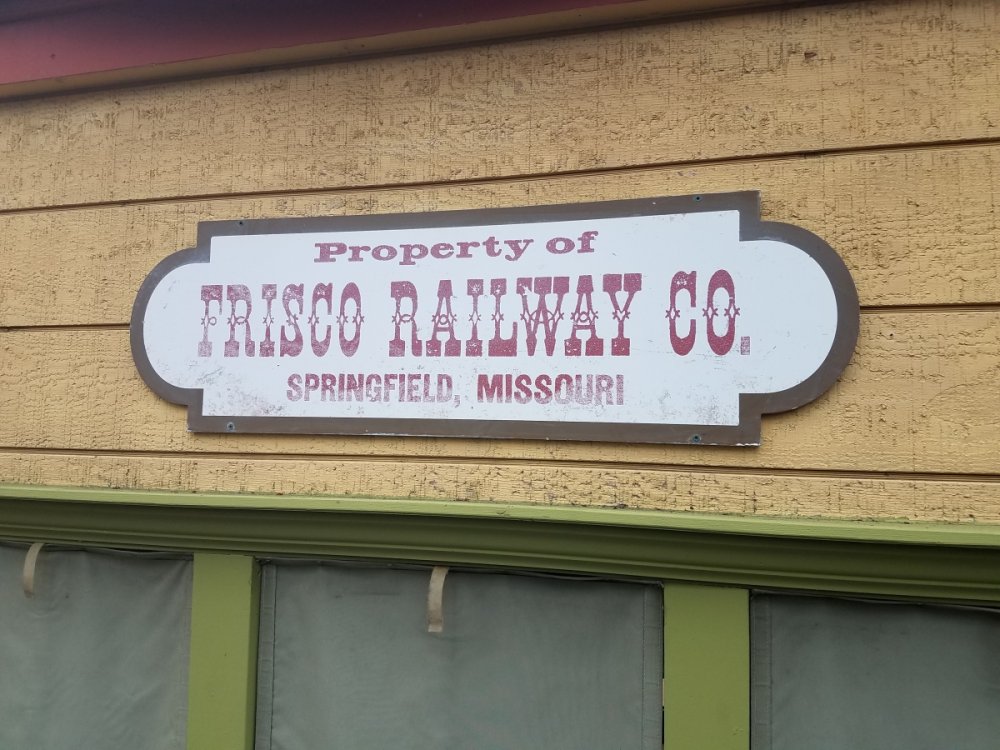 Property of
FRISCO RAILWAY CO.
SPRINGFIELD, MISSOURI